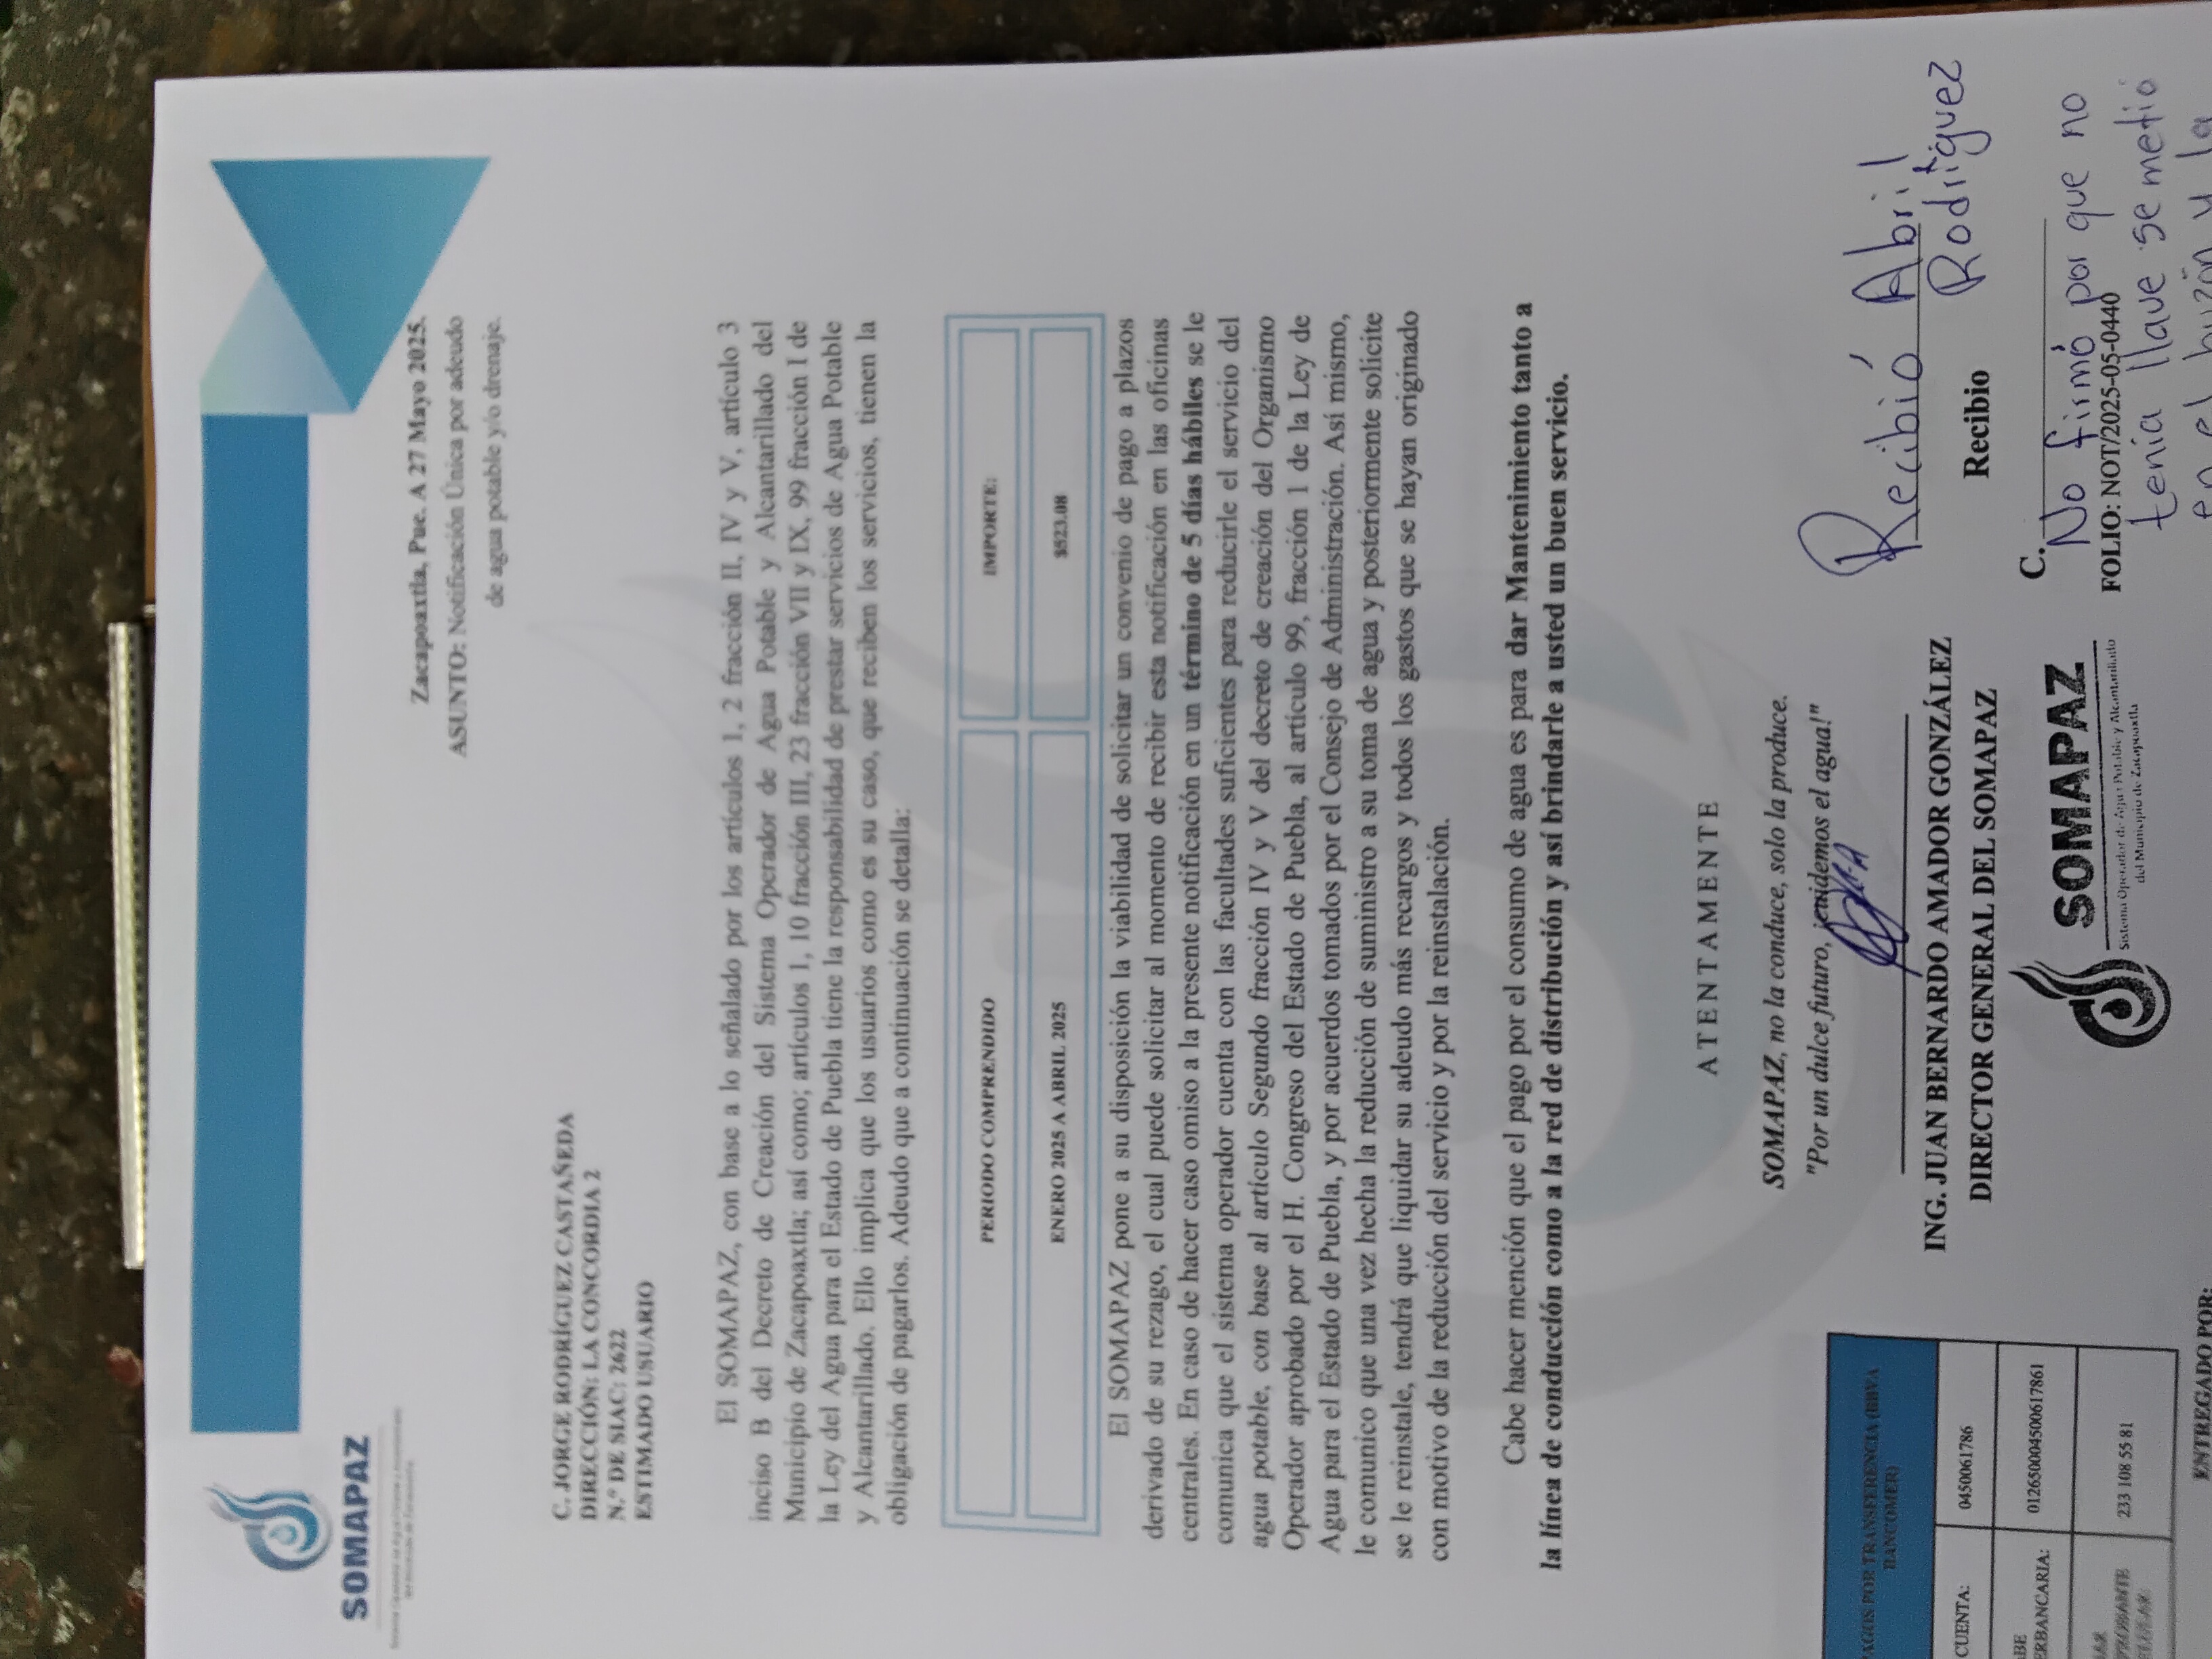 SOMAPAZ
Sistema Operador de Agua Potable y Alcantarillado
del Municipio de Zacapoaxtla
Zacapoaxtla, Pue. A 27 Mayo 2025.
ASUNTO: Notificación Única por adeudo
de agua potable y/o drenaje.
C. JORGE RODRÍGUEZ CASTAÑEDA
DIRECCIÓN: LA CONCORDIA 2
N.º DE SIAC: 2622
ESTIMADO USUARIO
El SOMAPAZ, con base a lo señalado por los artículos 1, 2 fracción II, IV y V, artículo 3
inciso B del Decreto de Creación del Sistema Operador de Agua Potable y Alcantarillado del
Municipio de Zacapoaxtla; así como; artículos 1, 10 fracción III, 23 fracción VII y IX, 99 fracción I de
la Ley del Agua para el Estado de Puebla tiene la responsabilidad de prestar servicios de Agua Potable
y Alcantarillado. Ello implica que los usuarios como es su caso, que reciben los servicios, tienen la
obligación de pagarlos. Adeudo que a continuación se detalla:
PERIODO COMPRENDIDO IMPORTE:
ENERO 2025 A ABRIL 2025 $523.08
El SOMAPAZ pone a su disposición la viabilidad de solicitar un convenio de pago a plazos
derivado de su rezago, el cual puede solicitar al momento de recibir esta notificación en las oficinas
centrales. En caso de hacer caso omiso a la presente notificación en un término de 5 días hábiles se le
comunica que el sistema operador cuenta con las facultades suficientes para reducirle el servicio del
agua potable, con base al artículo Segundo fracción IV y V del decreto de creación del Organismo
Operador aprobado por el H. Congreso del Estado de Puebla, al artículo 99, fracción 1 de la Ley de
Agua para el Estado de Puebla, y por acuerdos tomados por el Consejo de Administración. Así mismo,
le comunico que una vez hecha la reducción de suministro a su toma de agua y posteriormente solicite
se le reinstale, tendrá que liquidar su adeudo más recargos y todos los gastos que se hayan originado
con motivo de la reducción del servicio y por la reinstalación.
Cabe hacer mención que el pago por el consumo de agua es para dar Mantenimiento tanto a
la línea de conducción como a la red de distribución y así brindarle a usted un buen servicio.
ATENTAMENTE
SOMAPAZ, no la conduce, solo la produce.
"Por un dulce futuro, ¡cuidemos el agua!"
ING. JUAN BERNARDO AMADOR GONZÁLEZ
DIRECTOR GENERAL DEL SOMAPAZ
SOMAPAZ
Sistema Operador de Agua Potable y Alcantarillado
del Municipio de Zacapoaxtla
AGOS POR TRANSFERENCIA (BBVA
BANCOMER)
CUENTA: 0450061786
ABE
ERBANCARIA: 012650004500617861
233 108 55 81
ENTREGADO POR:
Recibió Abril
Rodríguez
Recibio
C.
No firmó por que no
FOLIO: NOT/2025-05-0440
tenía llave se metió
en el buzón y la